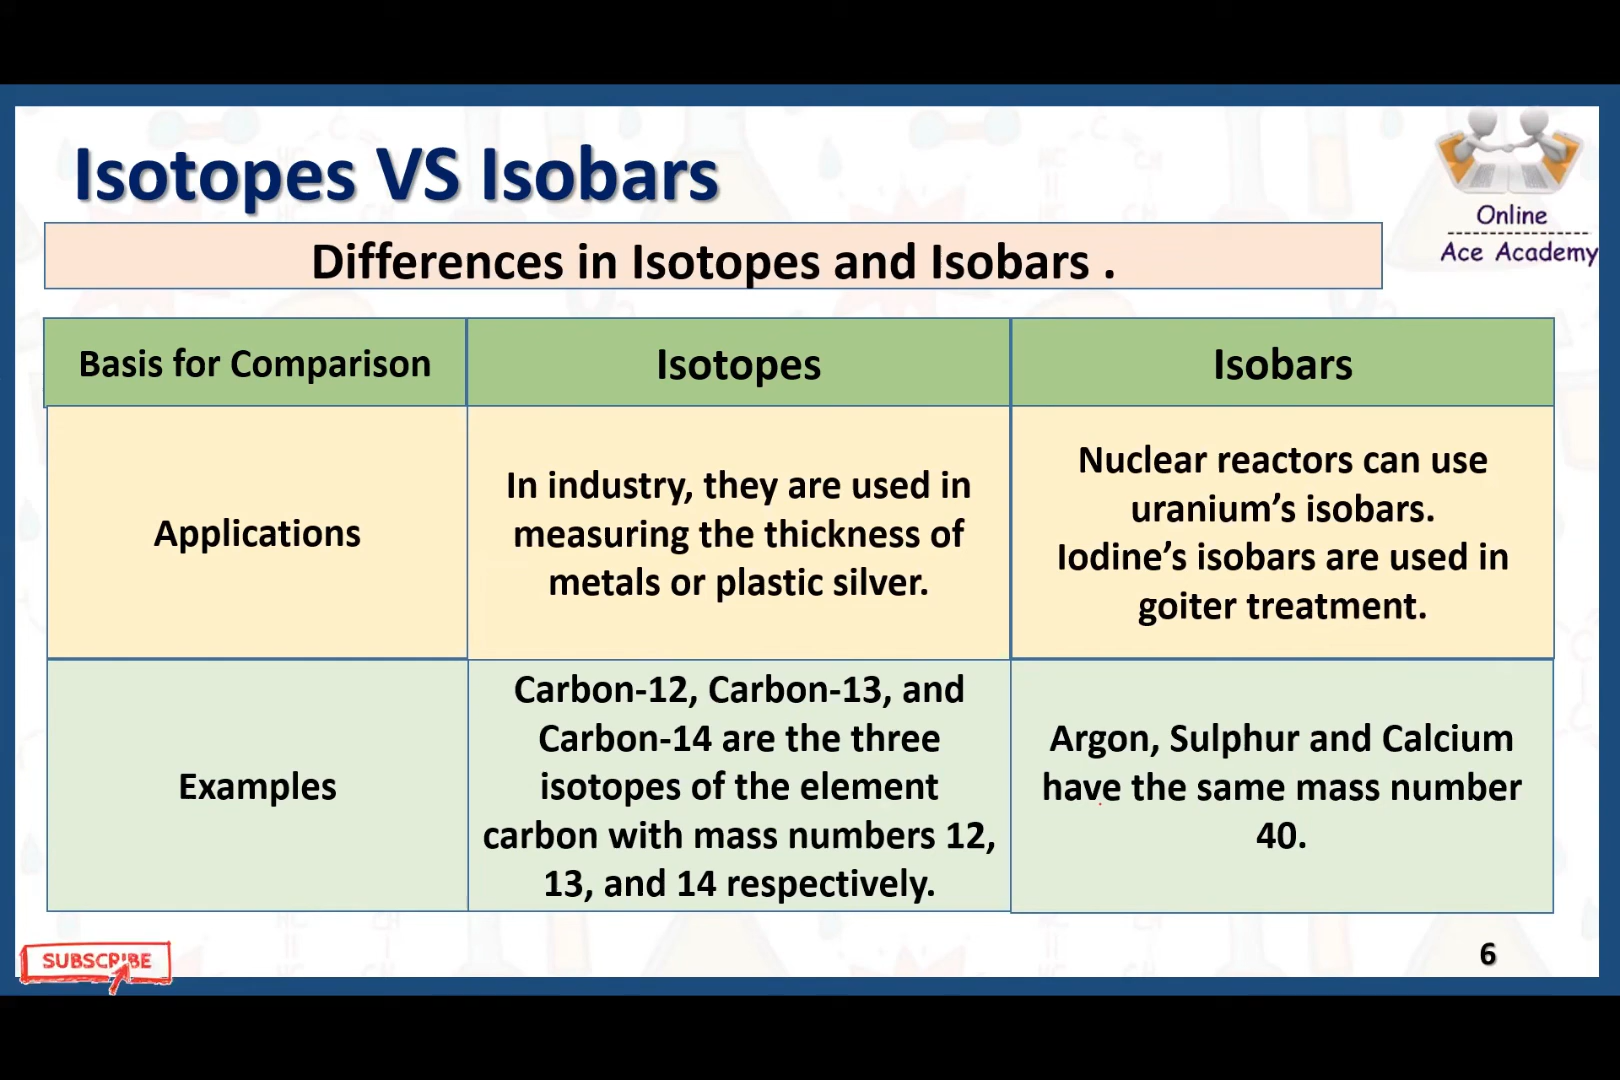 Isotopes VS Isobars
Online
Ace Academy
Differences in Isotopes and Isobars .
Basis for Comparison
Isotopes
Isobars
Applications
In industry, they are used in
measuring the thickness of
metals or plastic silver.
Nuclear reactors can use
uranium’s isobars.
Iodine’s isobars are used in
goiter treatment.
Examples
Carbon-12, Carbon-13, and
Carbon-14 are the three
isotopes of the element
carbon with mass numbers 12,
13, and 14 respectively.
Argon, Sulphur and Calcium
have the same mass number
40.
SUBSCRIBE
6